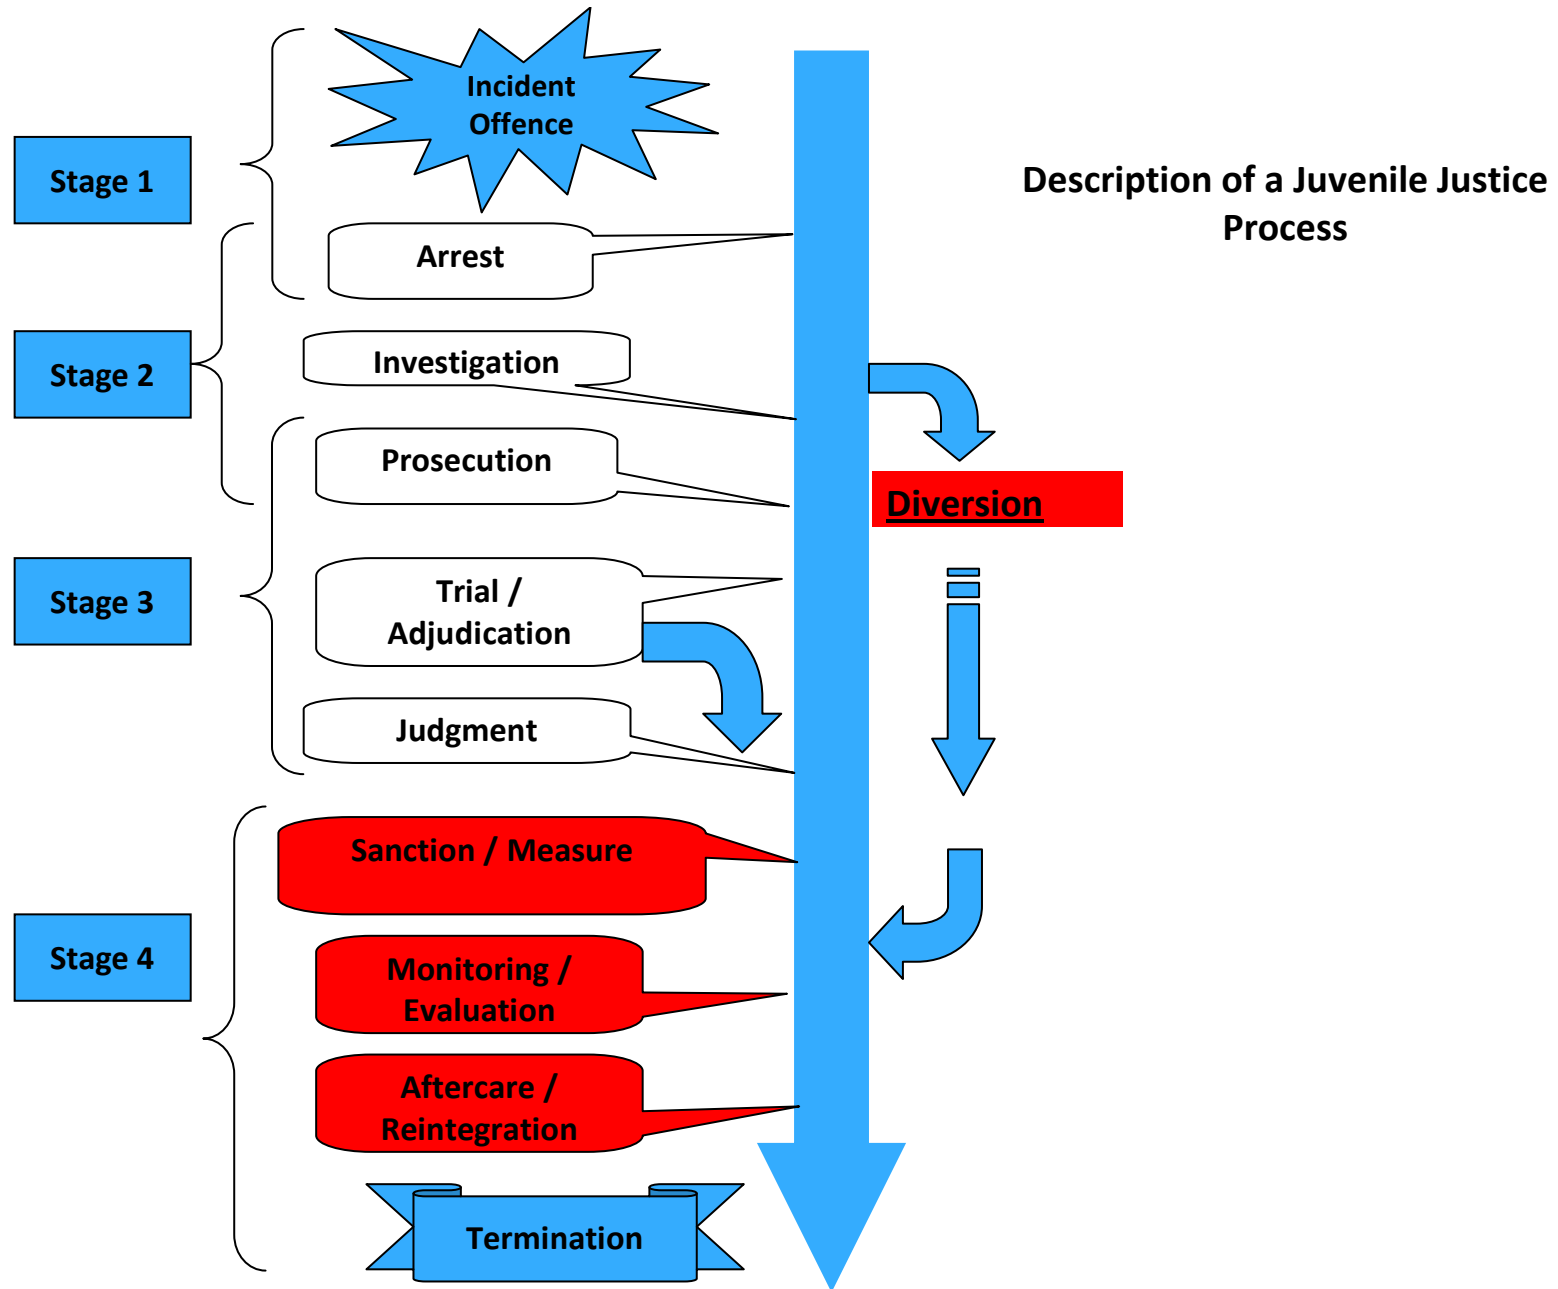 Incident
Offence
Stage 1
Description of a Juvenile Justice
Process
Arrest
Stage 2
Investigation
Prosecution
Diversion
Stage 3
Trial /
Adjudication
Judgment
Sanction / Measure
Stage 4
Monitoring /
Evaluation
Aftercare /
Reintegration
Termination